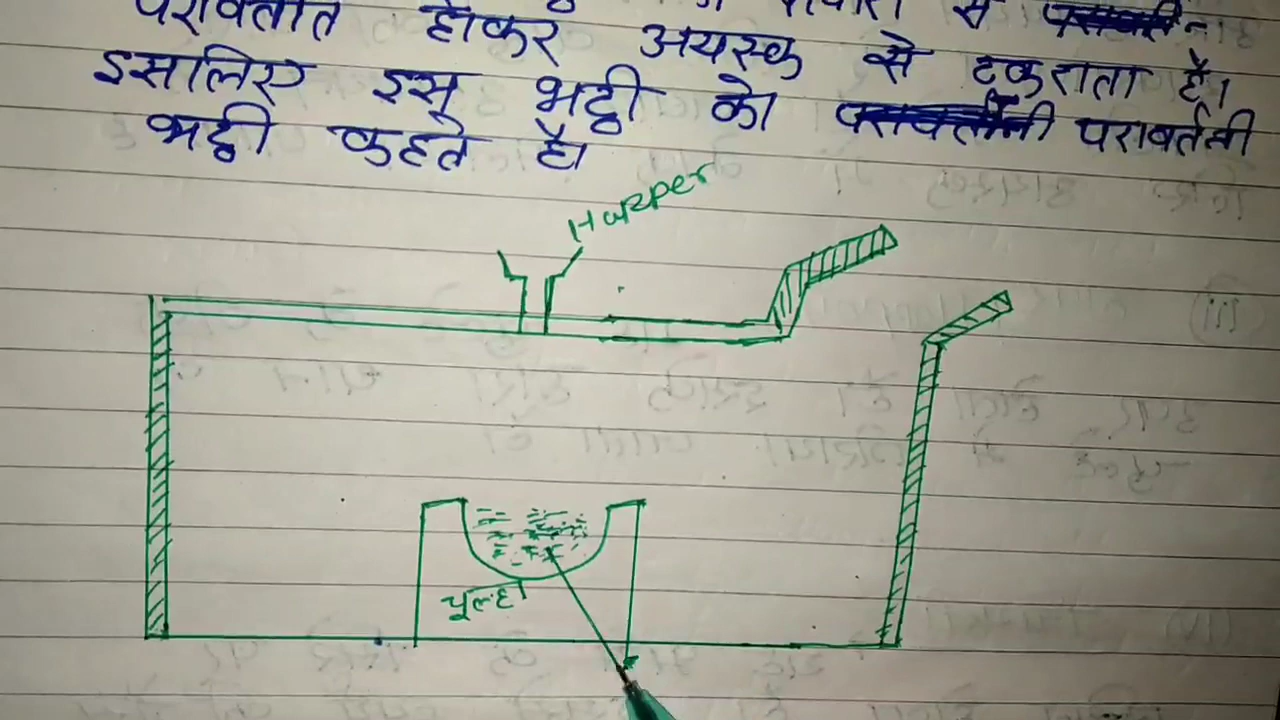 परावर्तीत होकर अयस्क से टकराता है।
इसलिए इस भट्ठी को परावर्तनी
भट्ठी कहते है।
Harper
चूल्हा